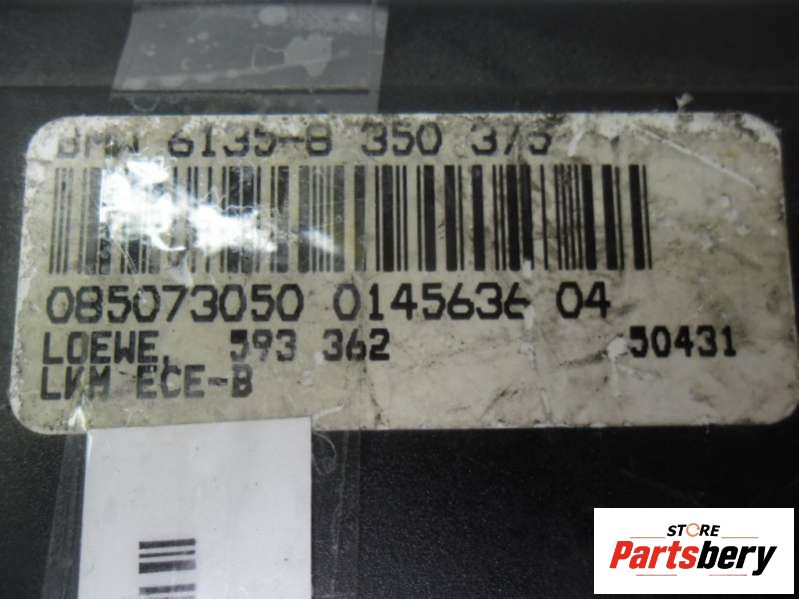 BMW 6135-8 350 375
085073050 0145636 04
LOEWE. 593 362 50431
LKM ECE-B
STORE
Partsbery